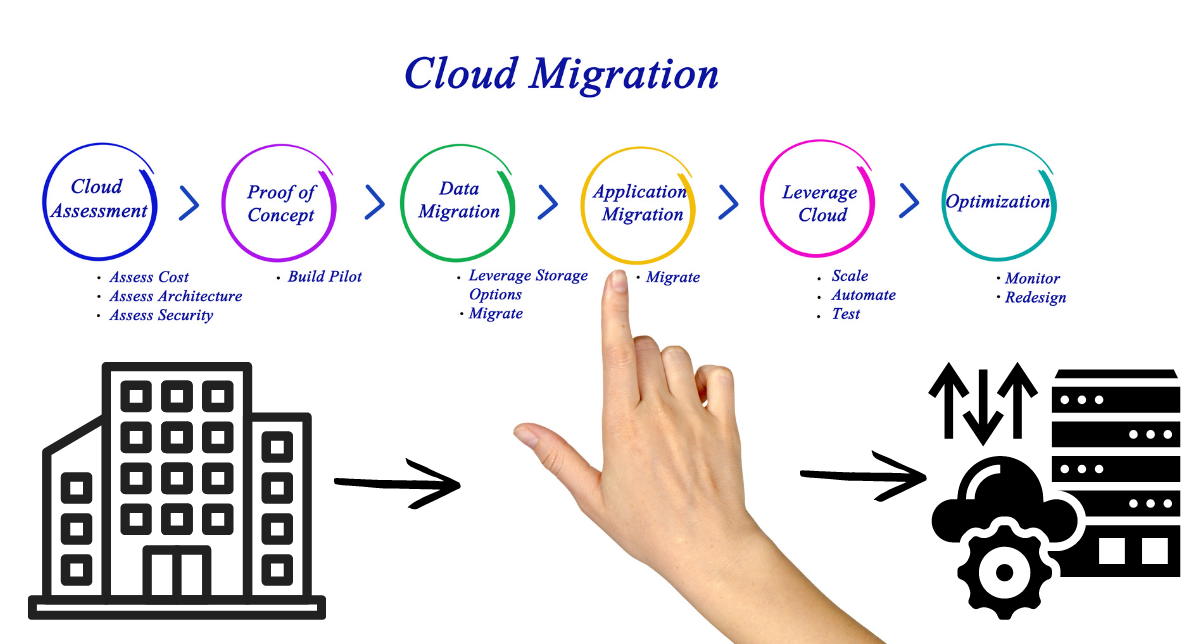 Cloud Migration
Cloud
Assessment
Proof of
Concept
Data
Migration
Application
Migration
Leverage
Cloud
Optimization
• Assess Cost
• Assess Architecture
• Assess Security
• Build Pilot
• Leverage Storage
Options
• Migrate
• Migrate
• Scale
• Automate
• Test
• Monitor
• Redesign